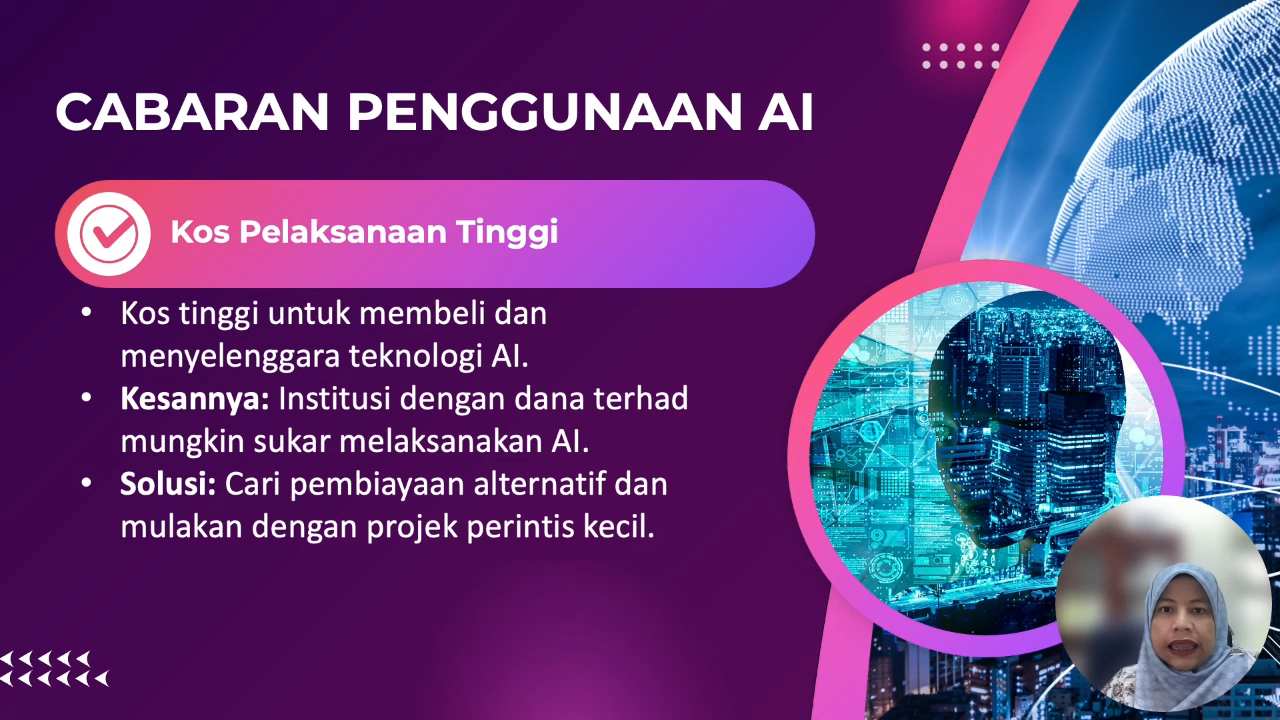 CABARAN PENGGUNAAN AI
Kos Pelaksanaan Tinggi
• Kos tinggi untuk membeli dan
menyelenggara teknologi AI.
• Kesannya: Institusi dengan dana terhad
mungkin sukar melaksanakan AI.
• Solusi: Cari pembiayaan alternatif dan
mulakan dengan projek perintis kecil.